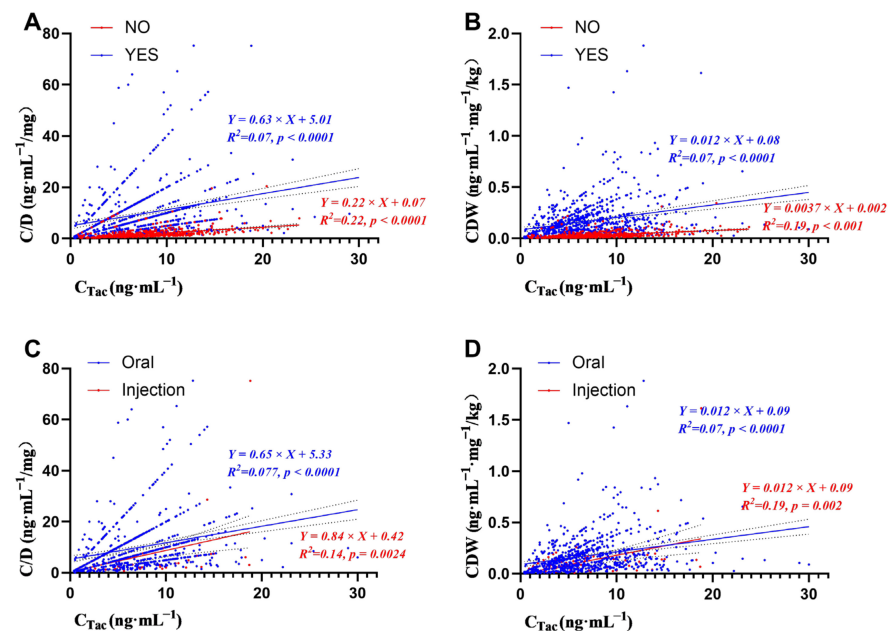 A
NO
YES
C/D (ng·mL⁻¹/mg)
80
60
40
20
0
Y = 0.63 × X + 5.01
R²=0.07, p < 0.0001
Y = 0.22 × X + 0.07
R²=0.22, p < 0.0001
0
10
20
30
C_Tac (ng·mL⁻¹)
B
NO
YES
CDW (ng·mL⁻¹·mg⁻¹/kg)
2.0
1.5
1.0
0.5
0.0
Y = 0.012 × X + 0.08
R²=0.07, p < 0.0001
Y = 0.0037 × X + 0.002
R²=0.19, p < 0.001
0
10
20
30
C_Tac (ng·mL⁻¹)
C
Oral
Injection
C/D (ng·mL⁻¹/mg)
80
60
40
20
0
Y = 0.65 × X + 5.33
R²=0.077, p < 0.0001
Y = 0.84 × X + 0.42
R²=0.14, p = 0.0024
0
10
20
30
C_Tac (ng·mL⁻¹)
D
Oral
Injection
CDW (ng·mL⁻¹·mg⁻¹/kg)
2.0
1.5
1.0
0.5
0.0
Y = 0.012 × X + 0.09
R²=0.07, p < 0.0001
Y = 0.012 × X + 0.09
R²=0.19, p = 0.002
0
10
20
30
C_Tac (ng·mL⁻¹)